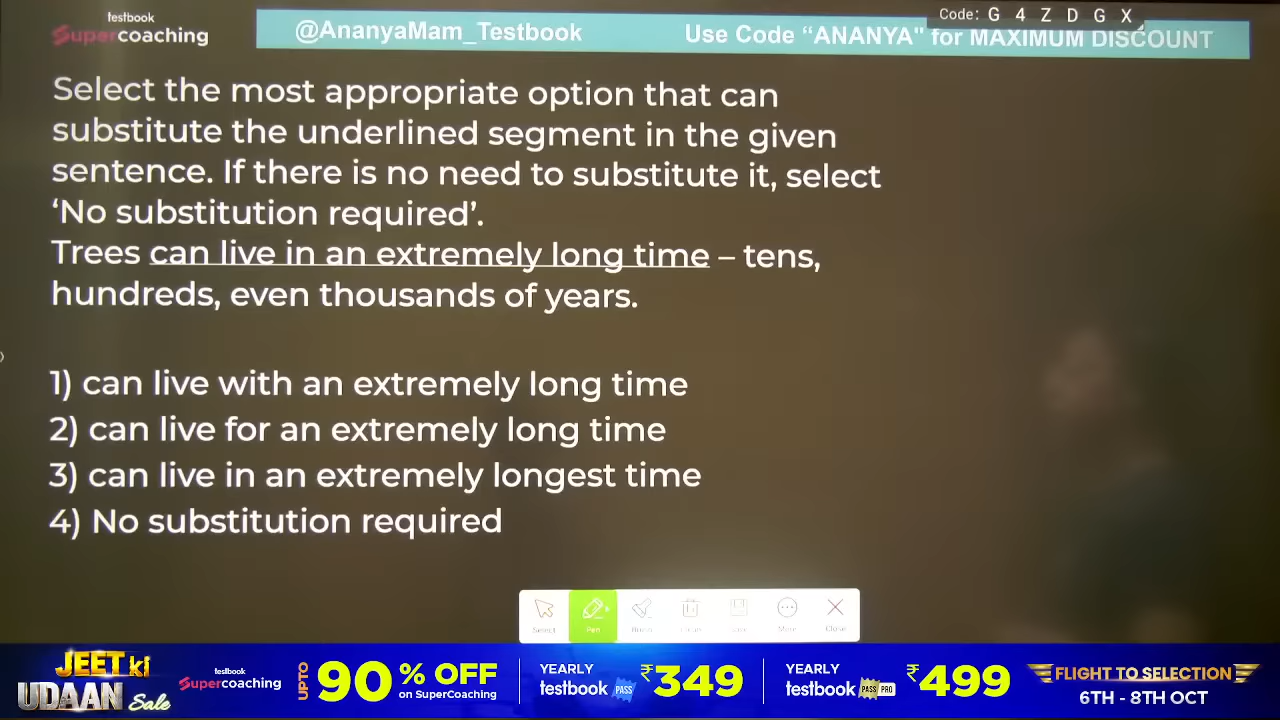 testbook
Supercoaching
@AnanyaMam_Testbook
Use Code “ANANYA" for MAXIMUM DISCOUNT
Code: G 4 Z D G X
Select the most appropriate option that can
substitute the underlined segment in the given
sentence. If there is no need to substitute it, select
‘No substitution required’.
Trees can live in an extremely long time – tens,
hundreds, even thousands of years.
1) can live with an extremely long time
2) can live for an extremely long time
3) can live in an extremely longest time
4) No substitution required
Select
Pen
More
Close
JEET ki
UDAAN Sale
testbook
Supercoaching
UPTO 90 % OFF
on SuperCoaching
YEARLY
testbook PASS
₹349
YEARLY
testbook PASS PRO
₹499
FLIGHT TO SELECTION
6TH - 8TH OCT